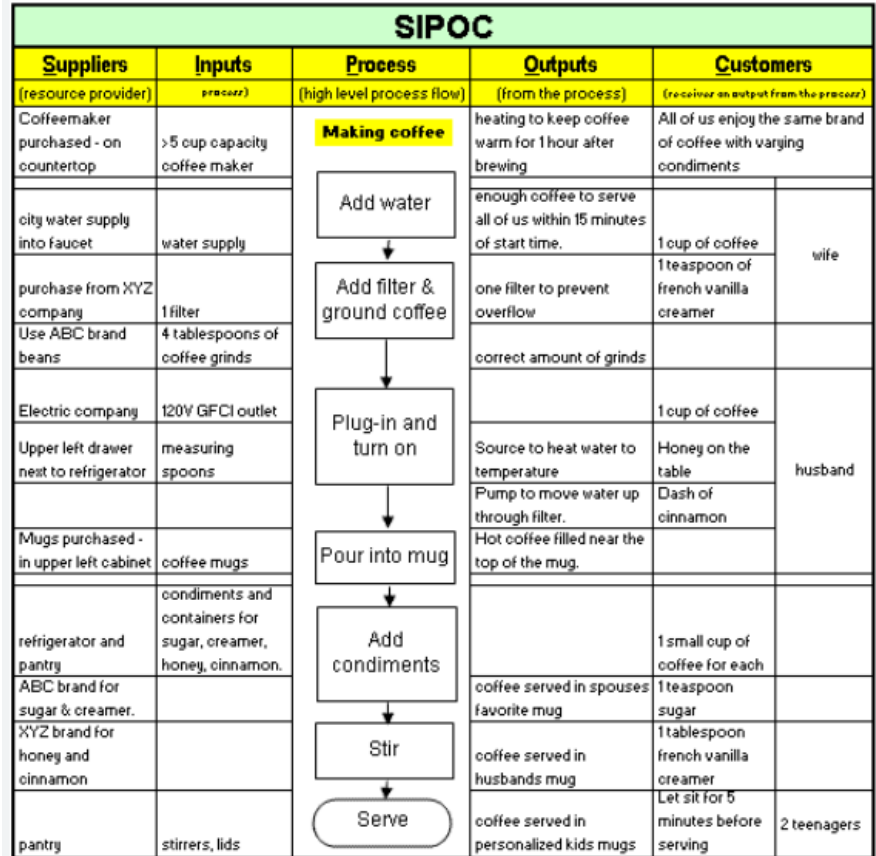 SIPOC
Suppliers Inputs Process Outputs Customers
(resource provider) process) (high level process flow) (from the process) (receives an output from the process)
Coffeemaker
purchased - on
countertop
>5 cup capacity
coffee maker
Making coffee
heating to keep coffee
warm for 1 hour after
brewing
All of us enjoy the same brand
of coffee with varying
condiments
city water supply
into faucet
water supply
Add water
enough coffee to serve
all of us within 15 minutes
of start time.
1 cup of coffee
wife
purchase from XYZ
company
1 filter
Add filter &
ground coffee
one filter to prevent
overflow
1 teaspoon of
french vanilla
creamer
Use ABC brand
beans
4 tablespoons of
coffee grinds
correct amount of grinds
Electric company
120V GFCI outlet
Plug-in and
turn on
1 cup of coffee
husband
Upper left drawer
next to refrigerator
measuring
spoons
Source to heat water to
temperature
Honey on the
table
Pump to move water up
through filter.
Dash of
cinnamon
Mugs purchased -
in upper left cabinet
coffee mugs
Pour into mug
Hot coffee filled near the
top of the mug.
refrigerator and
pantry
condiments and
containers for
sugar, creamer,
honey, cinnamon.
Add
condiments
1 small cup of
coffee for each
ABC brand for
sugar & creamer.
coffee served in spouses
favorite mug
1 teaspoon
sugar
XYZ brand for
honey and
cinnamon
Stir
coffee served in
husbands mug
1 tablespoon
french vanilla
creamer
pantry
stirrers, lids
Serve
coffee served in
personalized kids mugs
Let sit for 5
minutes before
serving
2 teenagers